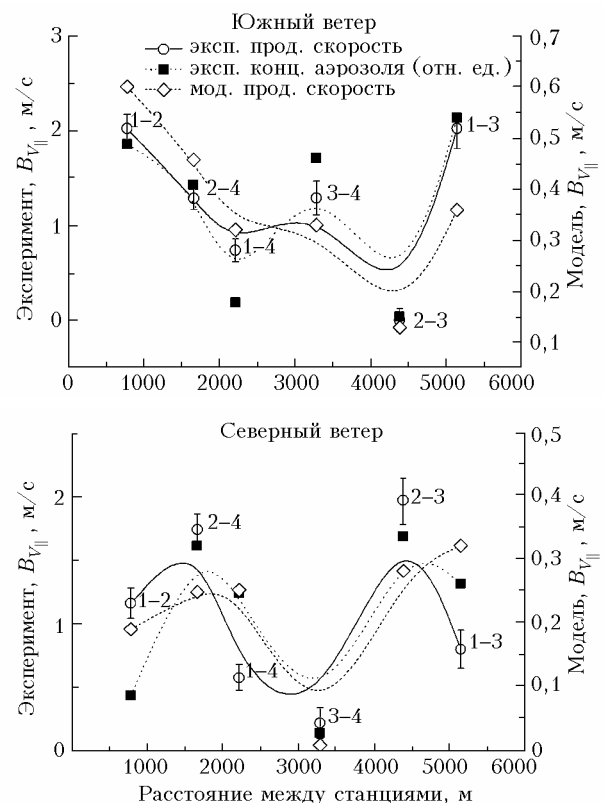 Южный ветер
эксп. прод. скорость
эксп. конц. аэрозоля (отн. ед.)
мод. прод. скорость
Эксперимент, B_V∥, м/с
3
2
1
0
Модель, B_V∥, м/с
0,7
0,6
0,5
0,4
0,3
0,2
0,1
1–2
2–4
1–4
3–4
2–3
1–3
0 1000 2000 3000 4000 5000 6000
Северный ветер
Эксперимент, B_V∥, м/с
2
1
0
Модель, B_V∥, м/с
0,5
0,4
0,3
0,2
0,1
0
1–2
2–4
1–4
3–4
2–3
1–3
1000 2000 3000 4000 5000 6000
Расстояние между станциями, м